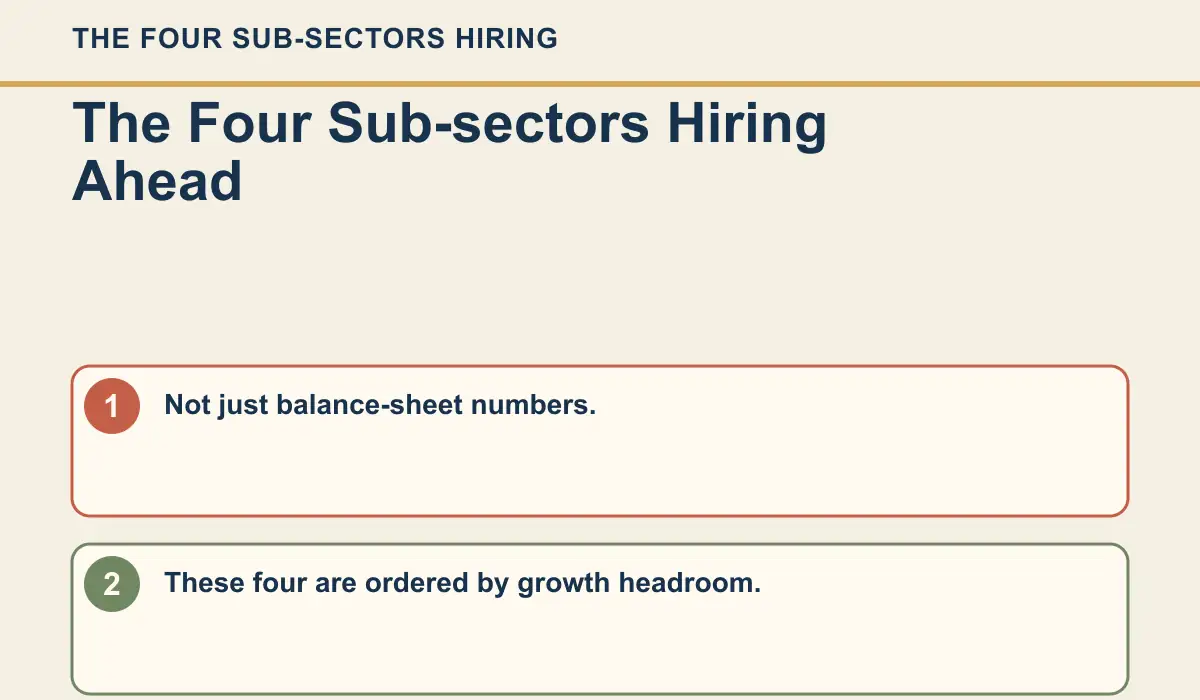 THE FOUR SUB-SECTORS HIRING
The Four Sub-sectors Hiring
Ahead
1
Not just balance-sheet numbers.
2
These four are ordered by growth headroom.